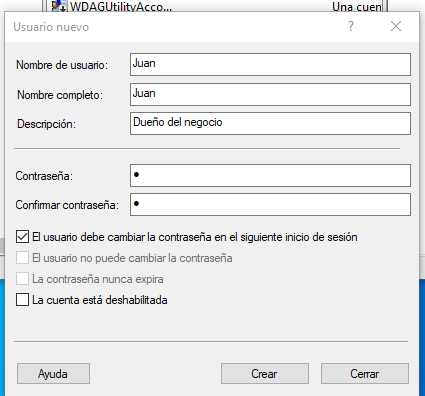 WDAGUtilityAcco... Una cuen
Usuario nuevo
Nombre de usuario: Juan
Nombre completo: Juan
Descripción: Dueño del negocio
Contraseña: •
Confirmar contraseña: •
El usuario debe cambiar la contraseña en el siguiente inicio de sesión
El usuario no puede cambiar la contraseña
La contraseña nunca expira
La cuenta está deshabilitada
Ayuda Crear Cerrar